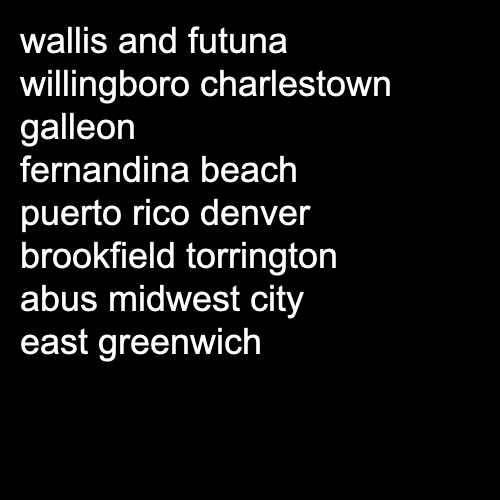 wallis and futuna
willingboro charlestown
galleon
fernandina beach
puerto rico denver
brookfield torrington
abus midwest city
east greenwich